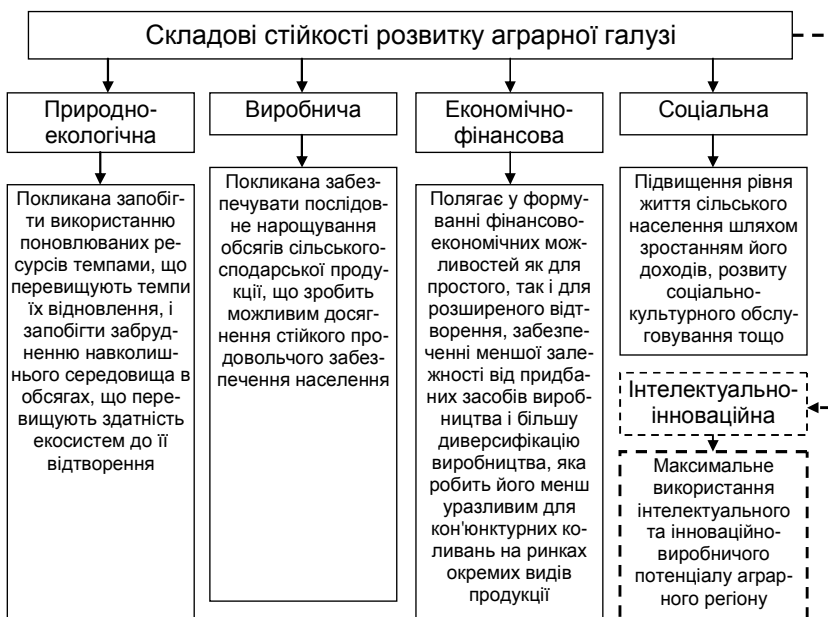 Складові стійкості розвитку аграрної галузі
Природно-
екологічна
Виробнича
Економічно-
фінансова
Соціальна
Покликана запобіг-
ти використанню
поновлюваних ре-
сурсів темпами, що
перевищують темпи
їх відновлення, і
запобігти забруд-
ненню навколиш-
нього середовища в
обсягах, що пере-
вищують здатність
екосистем до її
відтворення
Покликана забез-
печувати послідов-
не нарощування
обсягів сільського-
сподарської проду-
кції, що зробить
можливим досяг-
нення стійкого про-
довольчого забез-
печення населення
Полягає у форму-
ванні фінансово-
економічних мож-
ливостей як для
простого, так і для
розширеного відт-
ворення, забезпе-
ченні меншої зале-
жності від придба-
них засобів вироб-
ництва і більшу
диверсифікацію
виробництва, яка
робить його менш
уразливим для
кон'юнктурних ко-
ливань на ринках
окремих видів
продукції
Підвищення рівня
життя сільського
населення шляхом
зростанням його
доходів, розвиту
соціально-
культурного обслу-
говування тощо
Інтелектуально-
інноваційна
Максимальне
використання
інтелектуального
та інноваційно-
виробничого
потенціалу аграр-
ного регіону